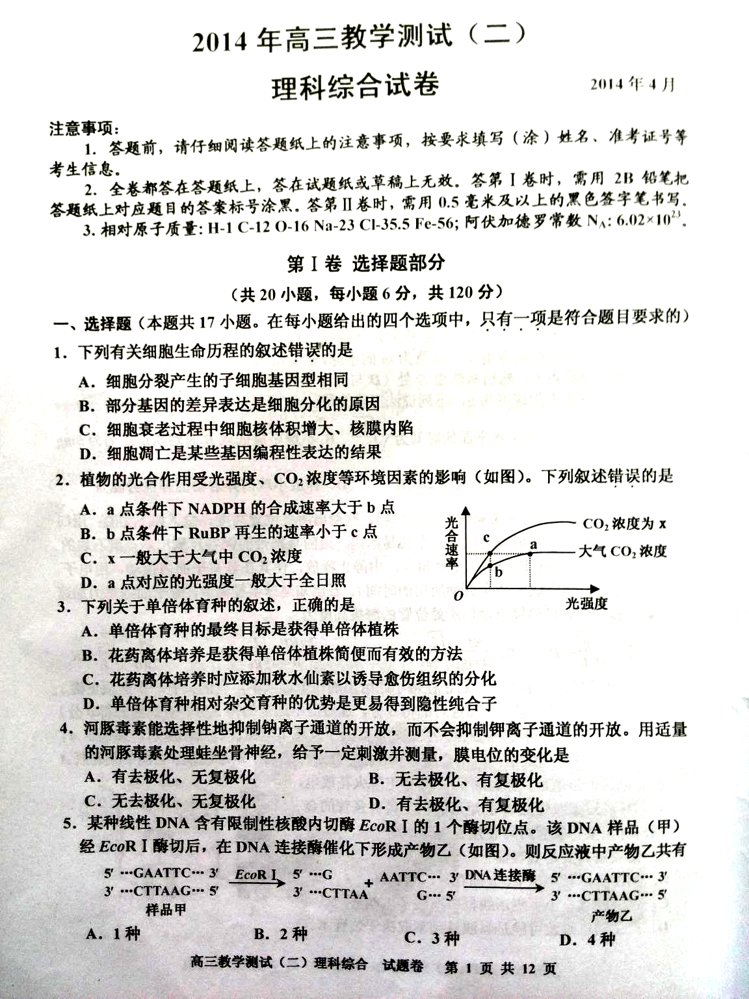 2014 年高三教学测试（二）
理科综合试卷
2014 年 4 月
注意事项：
1．答题前，请仔细阅读答题纸上的注意事项，按要求填写（涂）姓名、准考证号等
考生信息。
2．全卷都答在答题纸上，答在试题纸或草稿上无效。答第Ⅰ卷时，需用 2B 铅笔把
答题纸上对应题目的答案标号涂黑。答第Ⅱ卷时，需用 0.5 毫米及以上的黑色签字笔书写。
3. 相对原子质量: H-1 C-12 O-16 Na-23 Cl-35.5 Fe-56; 阿伏加德罗常数 N_A: 6.02×10²³。
第Ⅰ卷 选择题部分
（共 20 小题，每小题 6 分，共 120 分）
一、选择题（本题共 17 小题。在每小题给出的四个选项中，只有一项是符合题目要求的）
1．下列有关细胞生命历程的叙述错误的是
A．细胞分裂产生的子细胞基因型相同
B．部分基因的差异表达是细胞分化的原因
C．细胞衰老过程中细胞核体积增大、核膜内陷
D．细胞凋亡是某些基因编程性表达的结果
2．植物的光合作用受光强度、CO₂浓度等环境因素的影响（如图）。下列叙述错误的是
A．a 点条件下 NADPH 的合成速率大于 b 点
B．b 点条件下 RuBP 再生的速率小于 c 点
C．x 一般大于大气中 CO₂浓度
D．a 点对应的光强度一般大于全日照
光合速率
c
a
b
O
CO₂浓度为 x
大气 CO₂浓度
光强度
3．下列关于单倍体育种的叙述，正确的是
A．单倍体育种的最终目标是获得单倍体植株
B．花药离体培养是获得单倍体植株简便而有效的方法
C．花药离体培养时应添加秋水仙素以诱导愈伤组织的分化
D．单倍体育种相对杂交育种的优势是更易得到隐性纯合子
4．河豚毒素能选择性地抑制钠离子通道的开放，而不会抑制钾离子通道的开放。用适量
的河豚毒素处理蛙坐骨神经，给予一定刺激并测量，膜电位的变化是
A．有去极化、无复极化 B．无去极化、有复极化
C．无去极化、无复极化 D．有去极化、有复极化
5．某种线性 DNA 含有限制性核酸内切酶 EcoRⅠ的 1 个酶切位点。该 DNA 样品（甲）
经 EcoRⅠ酶切后，在 DNA 连接酶催化下形成产物乙（如图）。则反应液中产物乙共有
5′ ···GAATTC··· 3′ EcoRⅠ 5′ ···G + AATTC··· 3′ DNA 连接酶 5′ ···GAATTC··· 3′
3′ ···CTTAAG··· 5′ 3′ ···CTTAA G··· 5′ 3′ ···CTTAAG··· 5′
样品甲 产物乙
A．1 种 B．2 种 C．3 种 D．4 种
高三教学测试（二）理科综合 试题卷 第 1 页 共 12 页